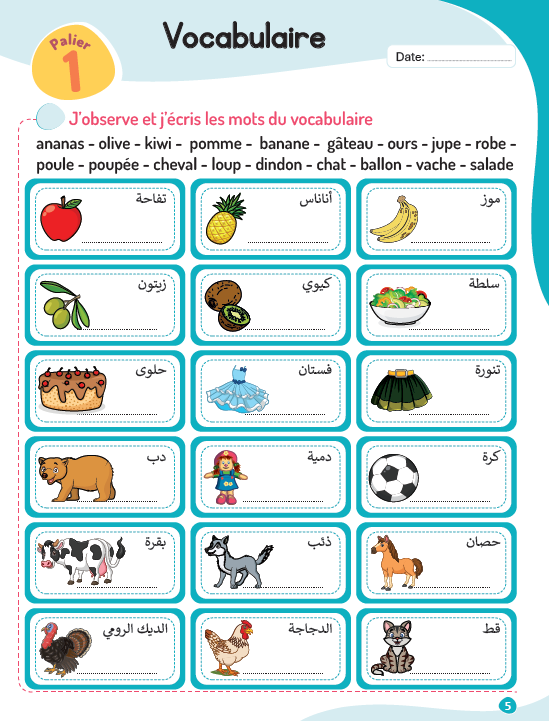 Vocabulaire
Palier
1
Date: ..............................
J'observe et j'écris les mots du vocabulaire
ananas - olive - kiwi - pomme - banane - gâteau - ours - jupe - robe -
poule - poupée - cheval - loup - dindon - chat - ballon - vache - salade
تفاحة
أناناس
موز
زيتون
كيوي
سلطة
حلوى
فستان
تنورة
دب
دمية
كرة
بقرة
ذئب
حصان
الديك الرومي
الدجاجة
قط
5